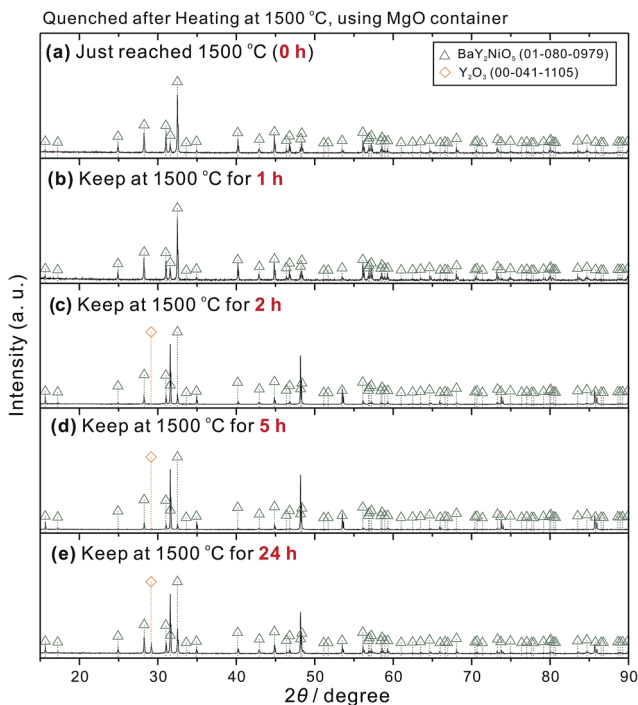 Quenched after Heating at 1500 °C, using MgO container
(a) Just reached 1500 °C (0 h)
BaY₂NiO₅ (01-080-0979)
Y₂O₃ (00-041-1105)
(b) Keep at 1500 °C for 1 h
(c) Keep at 1500 °C for 2 h
(d) Keep at 1500 °C for 5 h
(e) Keep at 1500 °C for 24 h
Intensity (a. u.)
20 30 40 50 60 70 80 90
2θ / degree